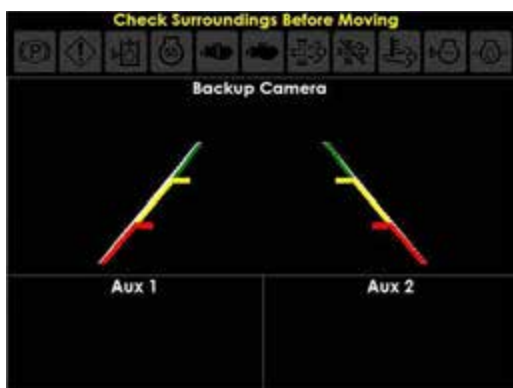 Check Surroundings Before Moving
(P)
Backup Camera
Aux 1
Aux 2